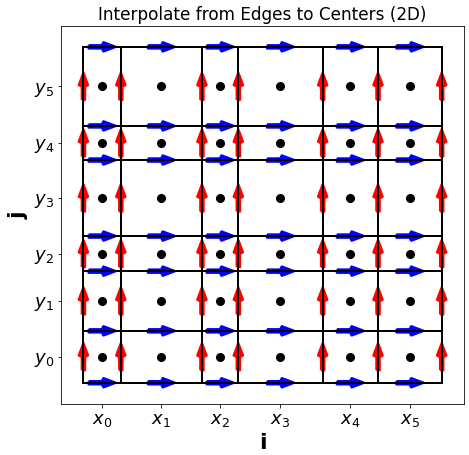 Interpolate from Edges to Centers (2D)
y₅
y₄
y₃
y₂
y₁
y₀
j
x₀ x₁ x₂ x₃ x₄ x₅
i